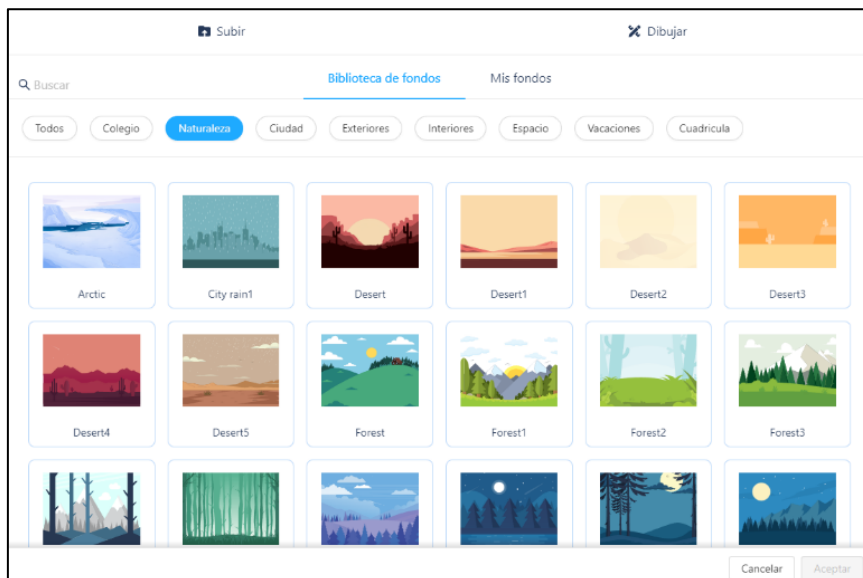 Subir Dibujar
Buscar Biblioteca de fondos Mis fondos
Todos Colegio Naturaleza Ciudad Exteriores Interiores Espacio Vacaciones Cuadricula
Arctic City rain1 Desert Desert1 Desert2 Desert3
Desert4 Desert5 Forest Forest1 Forest2 Forest3
Cancelar Aceptar